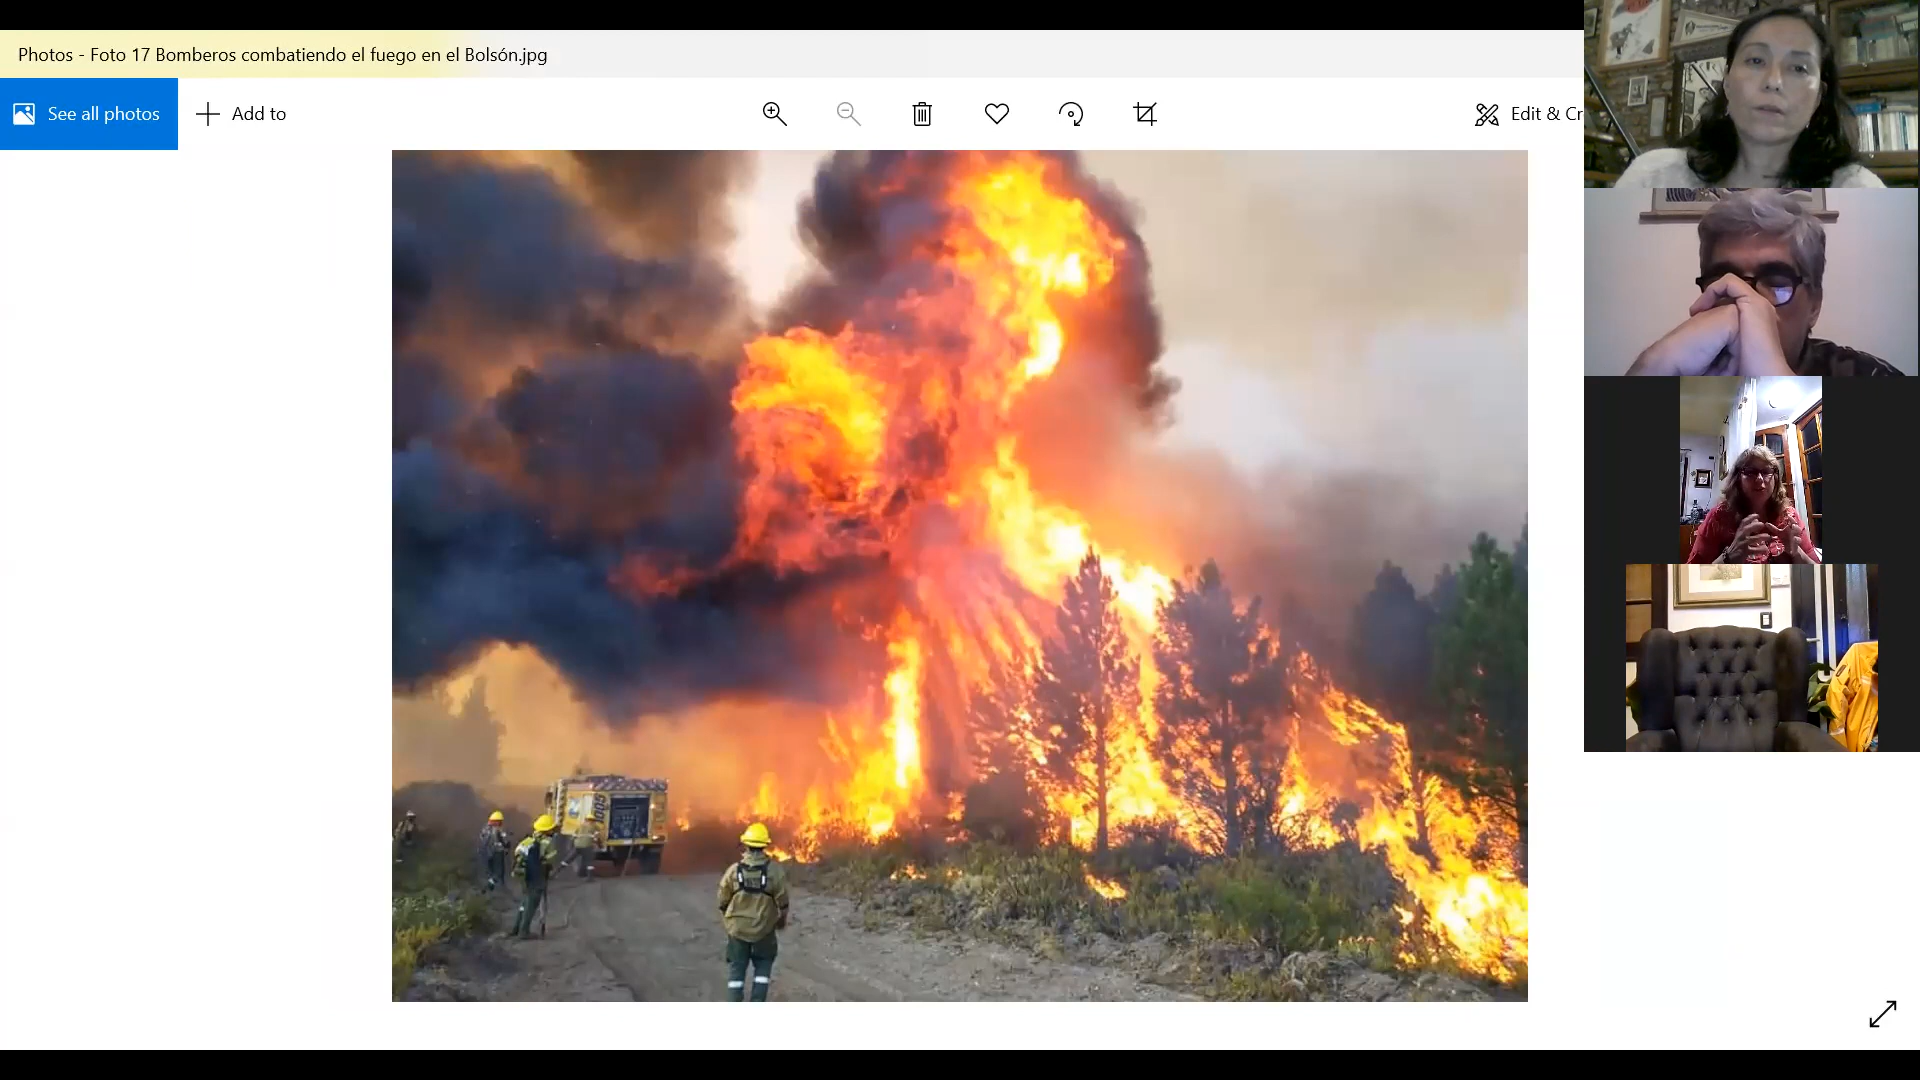 Photos - Foto 17 Bomberos combatiendo el fuego en el Bolsón.jpg
See all photos
Add to
Edit & Cr